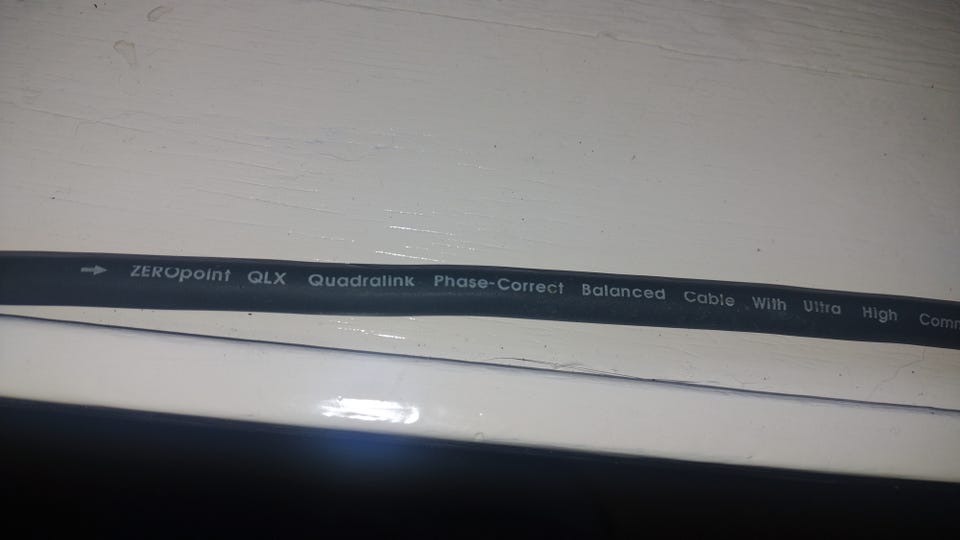 ZEROpoint QLX Quadralink Phase-Correct Balanced Cable With Ultra High